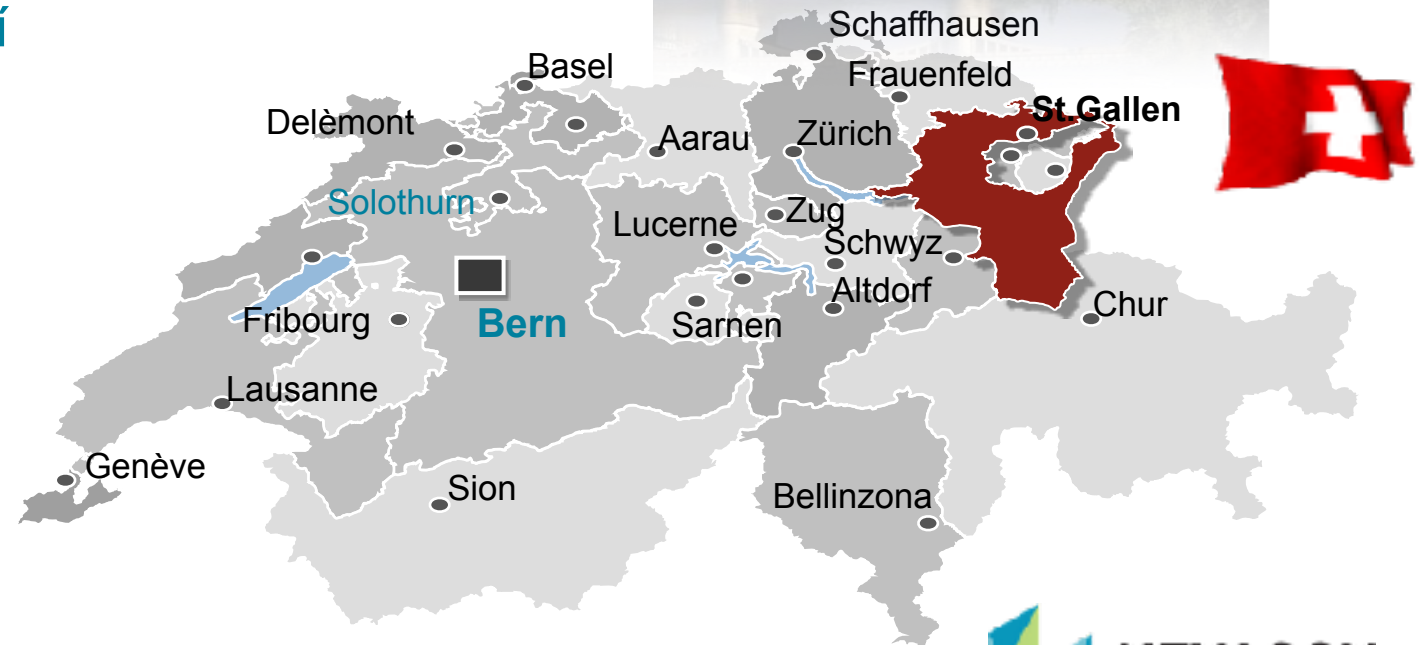 í
Schaffhausen
Basel
Frauenfeld
St.Gallen
Delèmont
Aarau
Zürich
Solothurn
Zug
Lucerne
Schwyz
Altdorf
Chur
Fribourg
Bern
Sarnen
Lausanne
Genève
Sion
Bellinzona